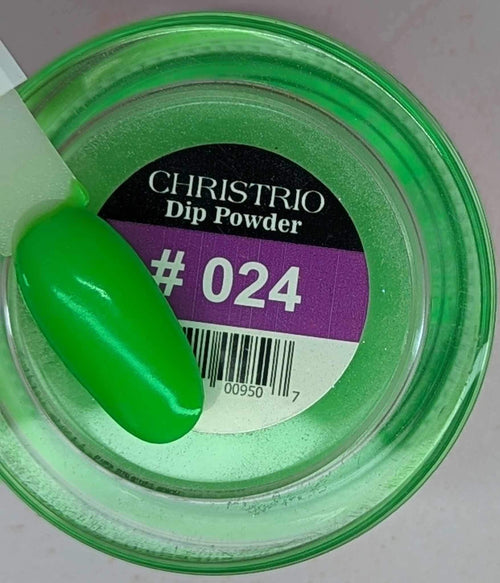 CHRISTRIO
Dip Powder
# 024
00950 7